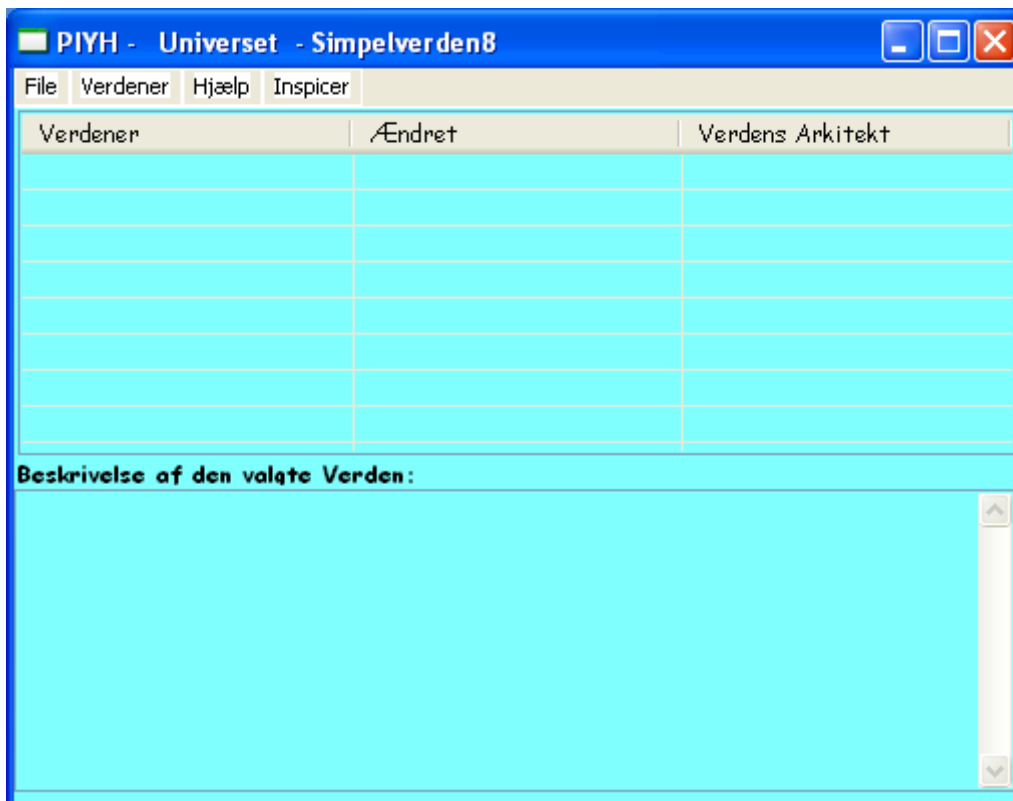 PIYH - Universet - Simpelverden8
File Verdener Hjælp Inspicer
Verdener Ændret Verdens Arkitekt
Beskrivelse af den valgte Verden: